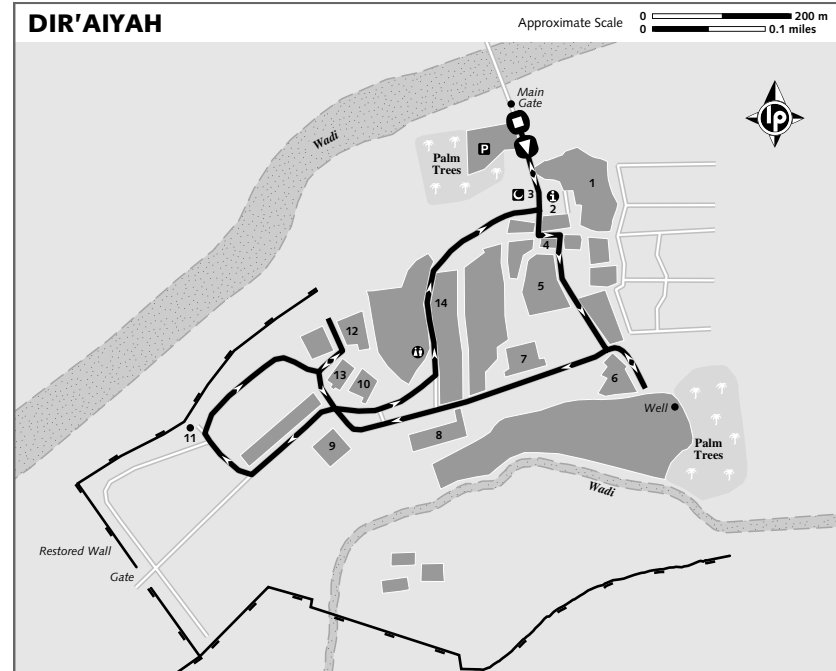 DIR'AIYAH
Approximate Scale
0 200 m
0 0.1 miles
Main
Gate
Wadi
P
Palm
Trees
lp
1
3
i
2
4
5
14
12
7
13
10
6
Well
11
9
8
Palm
Trees
Wadi
Restored Wall
Gate